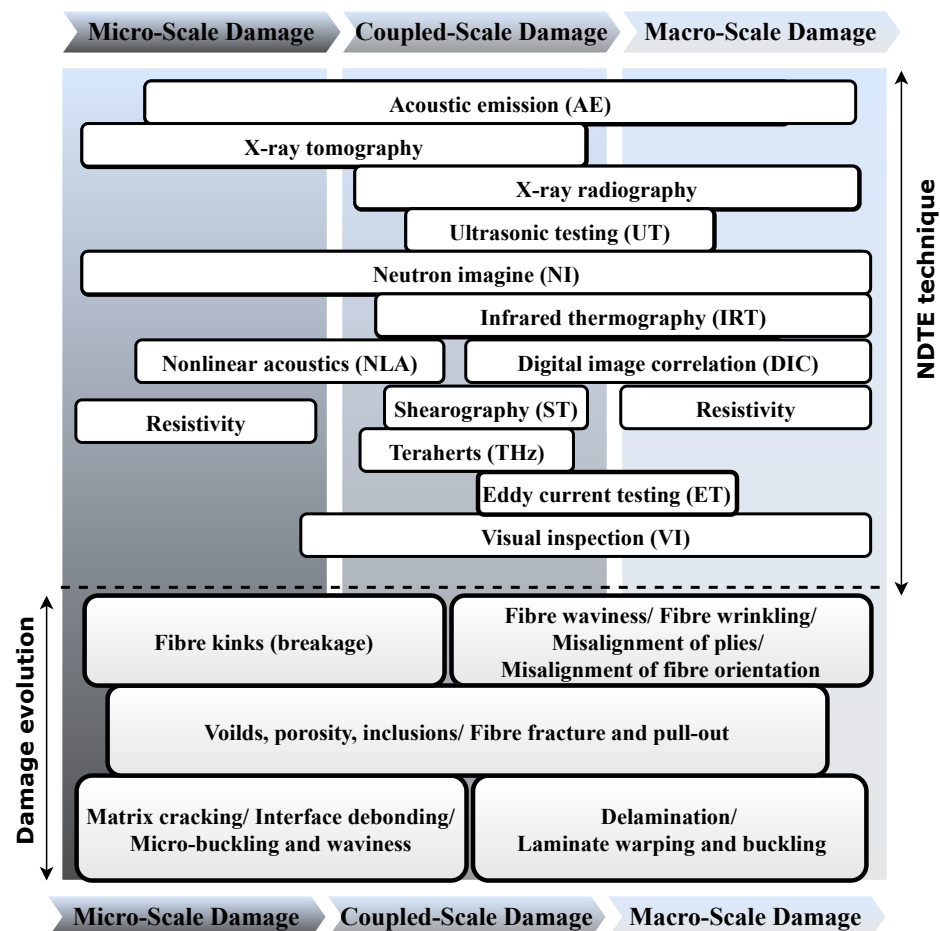 Micro-Scale Damage
Coupled-Scale Damage
Macro-Scale Damage
Acoustic emission (AE)
X-ray tomography
X-ray radiography
Ultrasonic testing (UT)
Neutron imagine (NI)
Infrared thermography (IRT)
Nonlinear acoustics (NLA)
Digital image correlation (DIC)
Shearography (ST)
Resistivity
Resistivity
Teraherts (THz)
Eddy current testing (ET)
Visual inspection (VI)
NDTE technique
Fibre kinks (breakage)
Fibre waviness/ Fibre wrinkling/
Misalignment of plies/
Misalignment of fibre orientation
Voilds, porosity, inclusions/ Fibre fracture and pull-out
Matrix cracking/ Interface debonding/
Micro-buckling and waviness
Delamination/
Laminate warping and buckling
Damage evolution
Micro-Scale Damage
Coupled-Scale Damage
Macro-Scale Damage